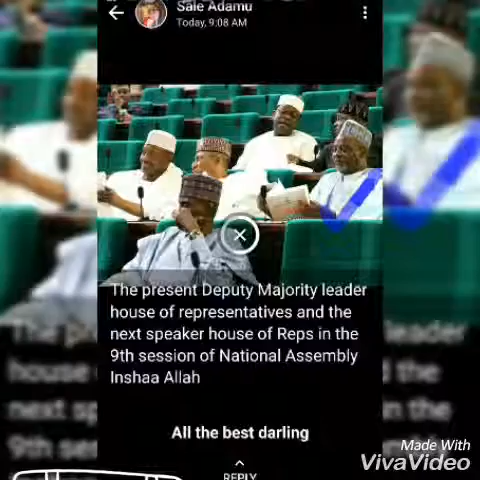 Sale Adamu
Today, 9:08 AM
The present Deputy Majority leader
house of representatives and the
next speaker house of Reps in the
9th session of National Assembly
Inshaa Allah
All the best darling
REPLY
Made With
VivaVideo